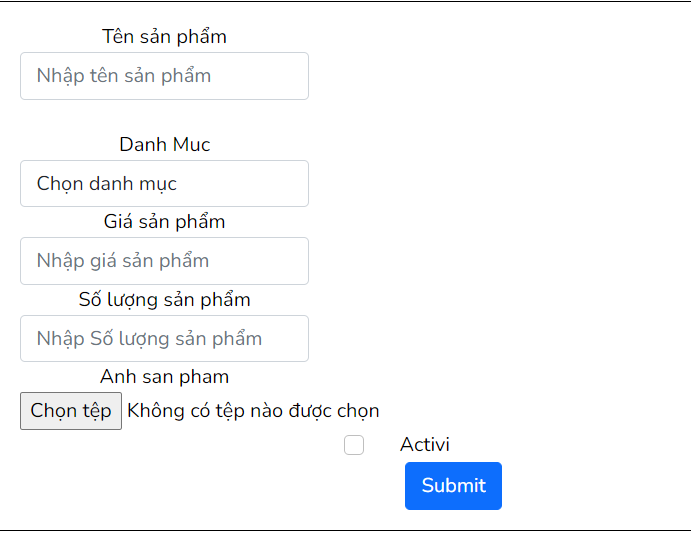 Tên sản phẩm
Nhập tên sản phẩm
Danh Muc
Chọn danh mục
Giá sản phẩm
Nhập giá sản phẩm
Số lượng sản phẩm
Nhập Số lượng sản phẩm
Anh san pham
Chọn tệp Không có tệp nào được chọn
Activi
Submit